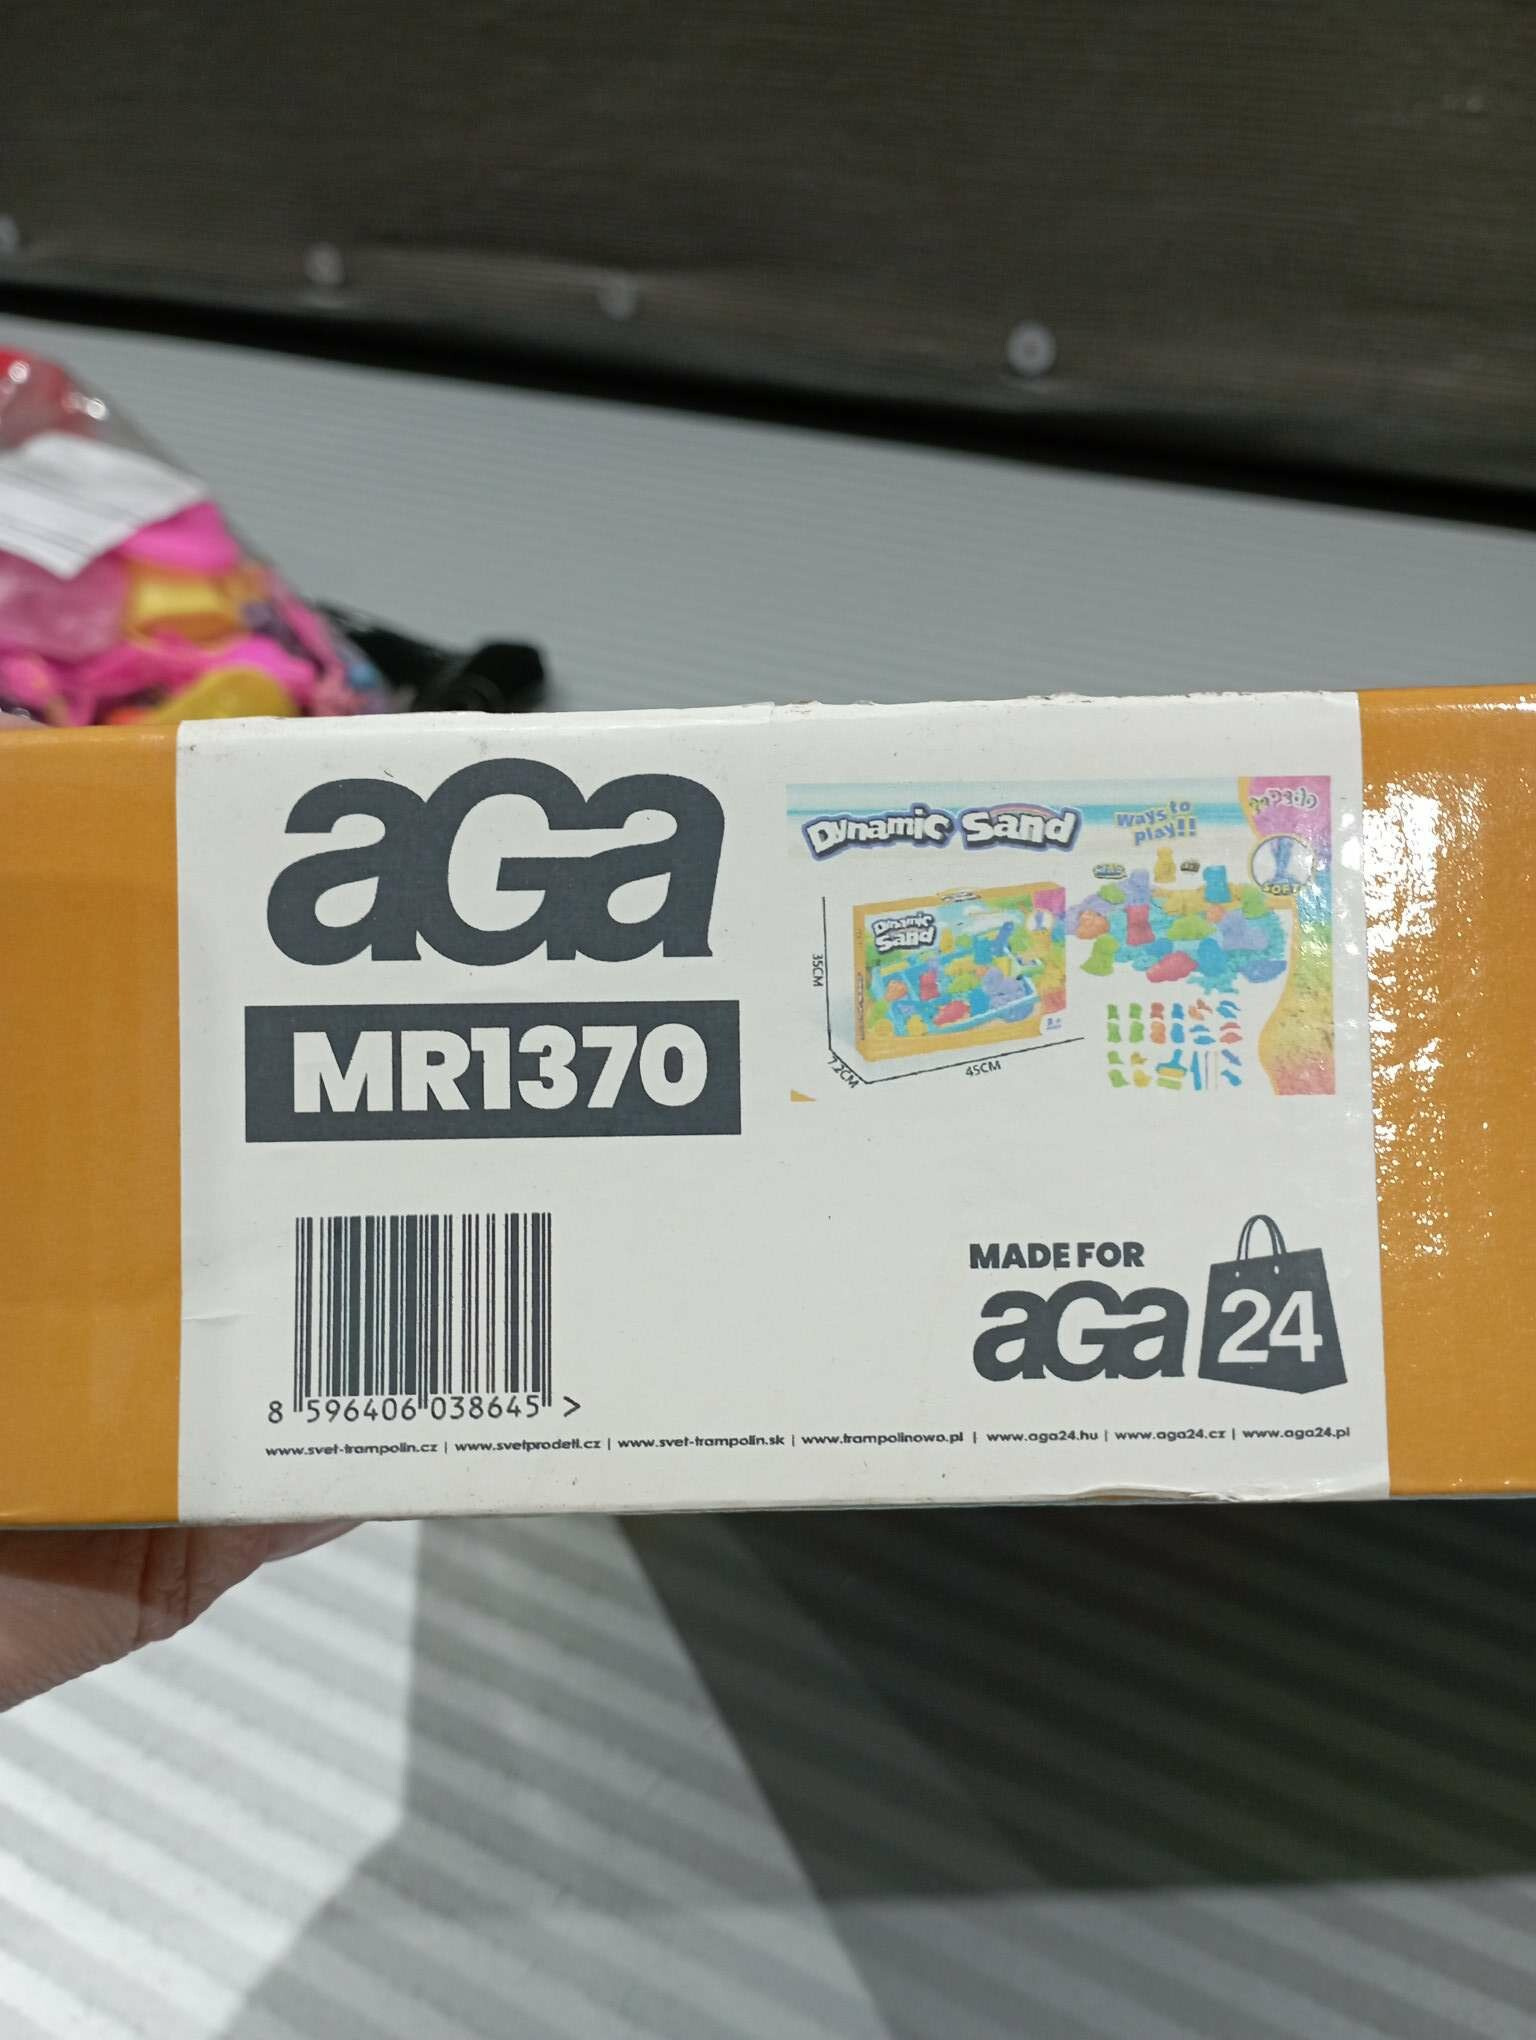 aGa
MR1370
8 596406 038645 >
Dynamic Sand
Ways to
play!!
SOFT
Dynamic
Sand
3+
35CM
7.2CM
45CM
MADE FOR
aGa 24
www.svet-trampolin.cz | www.svetprodeti.cz | www.svet-trampolin.sk | www.trampolinowo.pl | www.aga24.hu | www.aga24.cz | www.aga24.pl